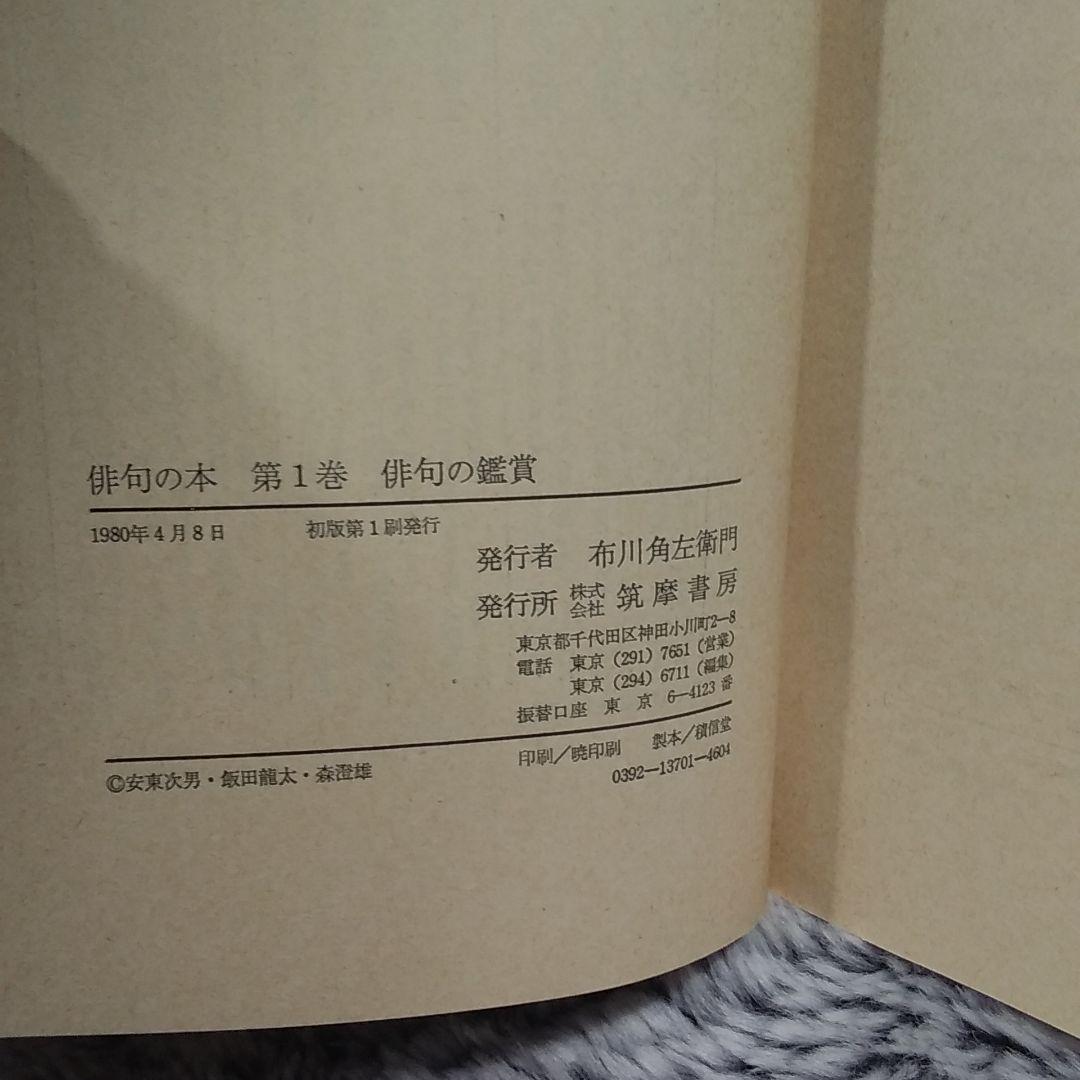 俳句の本　第1巻　俳句の鑑賞
1980年4月8日　初版第1刷発行
発行者　布川角左衛門
発行所　株式会社　筑摩書房
東京都千代田区神田小川町2—8
電話　東京（291）7651（営業）
東京（294）6711（編集）
振替口座　東京　6—4123番
印刷／暁印刷　製本／積信堂
©安東次男・飯田龍太・森澄雄
0392—13701—4604